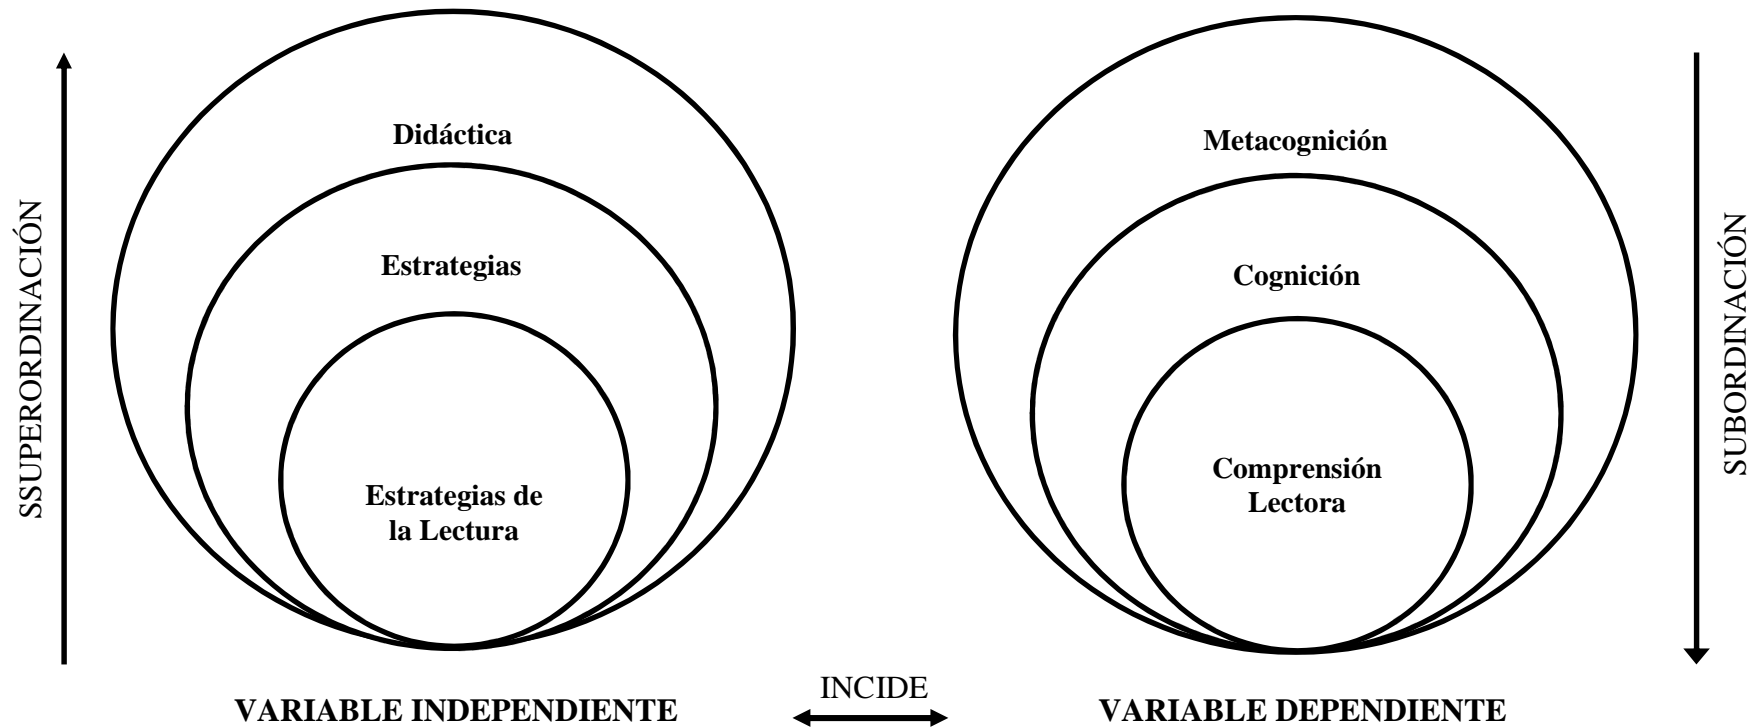 SSUPERORDINACIÓN
Didáctica
Estrategias
Estrategias de
la Lectura
VARIABLE INDEPENDIENTE
INCIDE
Metacognición
Cognición
Comprensión
Lectora
VARIABLE DEPENDIENTE
SUBORDINACIÓN